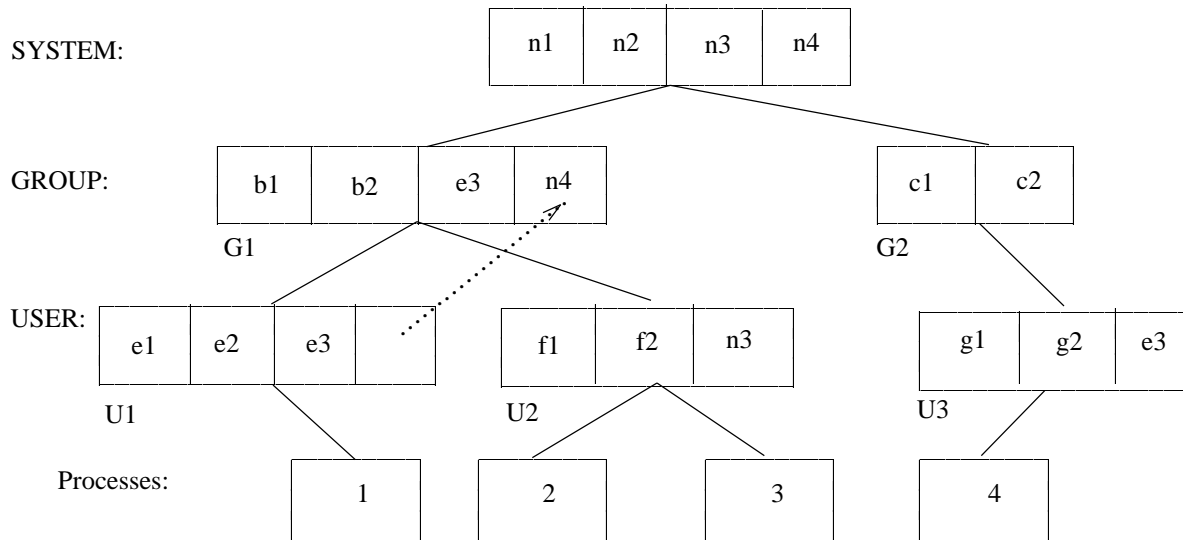 SYSTEM: n1 n2 n3 n4
GROUP: b1 b2 e3 n4 c1 c2
G1 G2
USER: e1 e2 e3 f1 f2 n3 g1 g2 e3
U1 U2 U3
Processes: 1 2 3 4